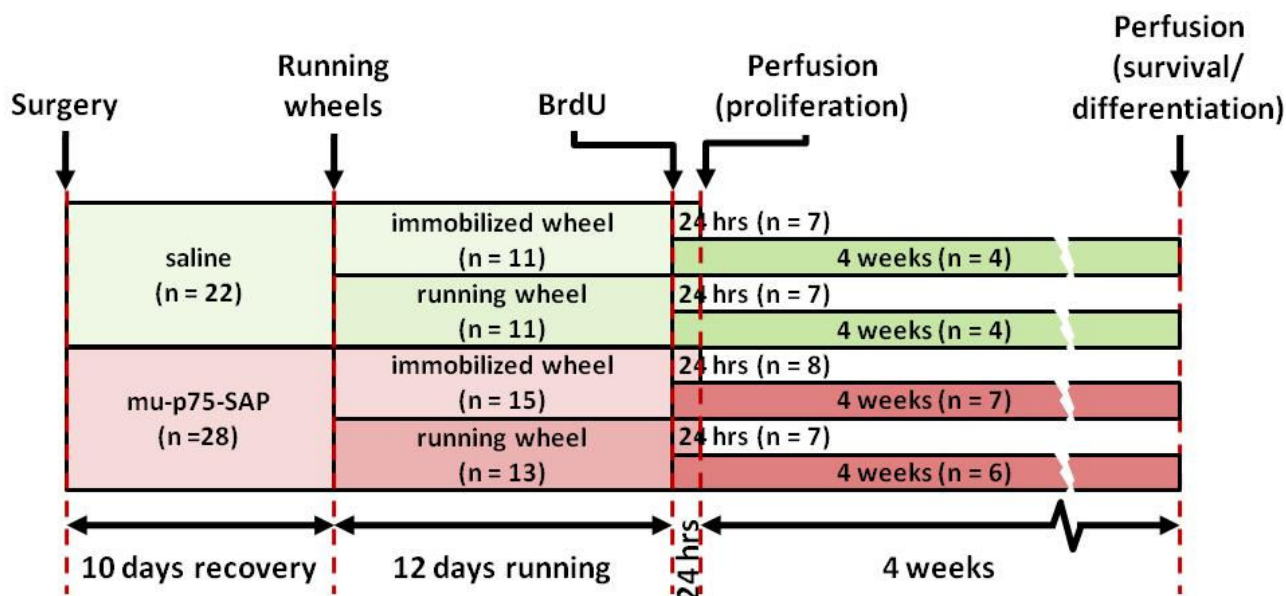 Surgery
Running
wheels
BrdU
Perfusion
(proliferation)
Perfusion
(survival/
differentiation)
saline
(n = 22)
immobilized wheel
(n = 11)
24 hrs (n = 7)
4 weeks (n = 4)
running wheel
(n = 11)
24 hrs (n = 7)
4 weeks (n = 4)
mu-p75-SAP
(n =28)
immobilized wheel
(n = 15)
24 hrs (n = 8)
4 weeks (n = 7)
running wheel
(n = 13)
24 hrs (n = 7)
4 weeks (n = 6)
10 days recovery
12 days running
24 hrs
4 weeks